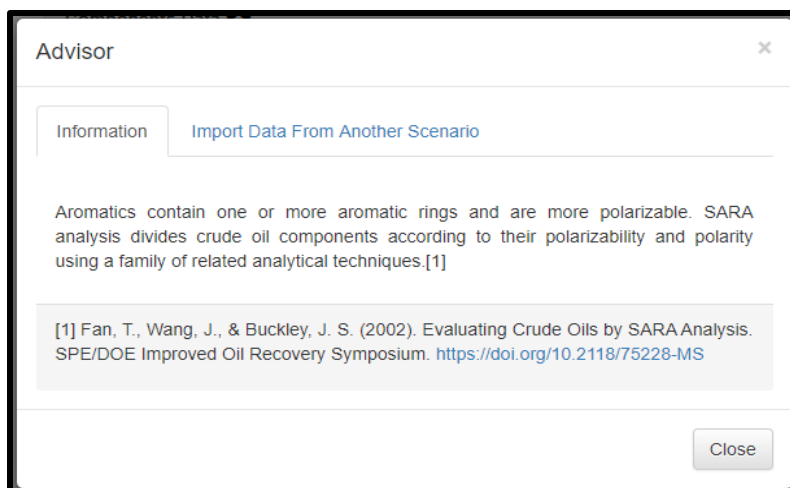 Advisor
×
Information
Import Data From Another Scenario
Aromatics contain one or more aromatic rings and are more polarizable. SARA
analysis divides crude oil components according to their polarizability and polarity
using a family of related analytical techniques.[1]
[1] Fan, T., Wang, J., & Buckley, J. S. (2002). Evaluating Crude Oils by SARA Analysis.
SPE/DOE Improved Oil Recovery Symposium. https://doi.org/10.2118/75228-MS
Close